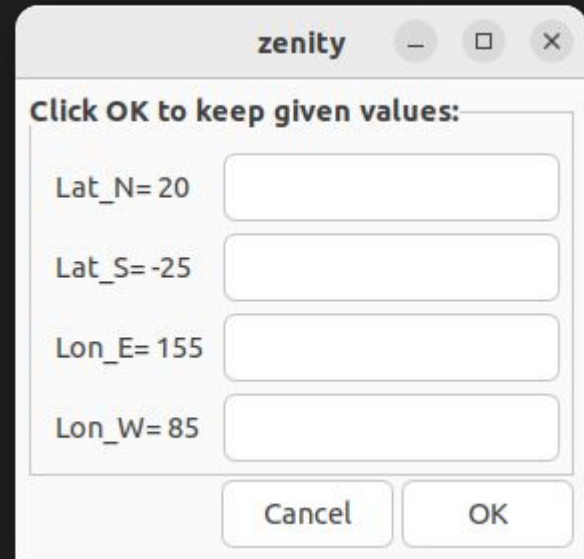 zenity
Click OK to keep given values:
Lat_N= 20
Lat_S= -25
Lon_E= 155
Lon_W= 85
Cancel OK